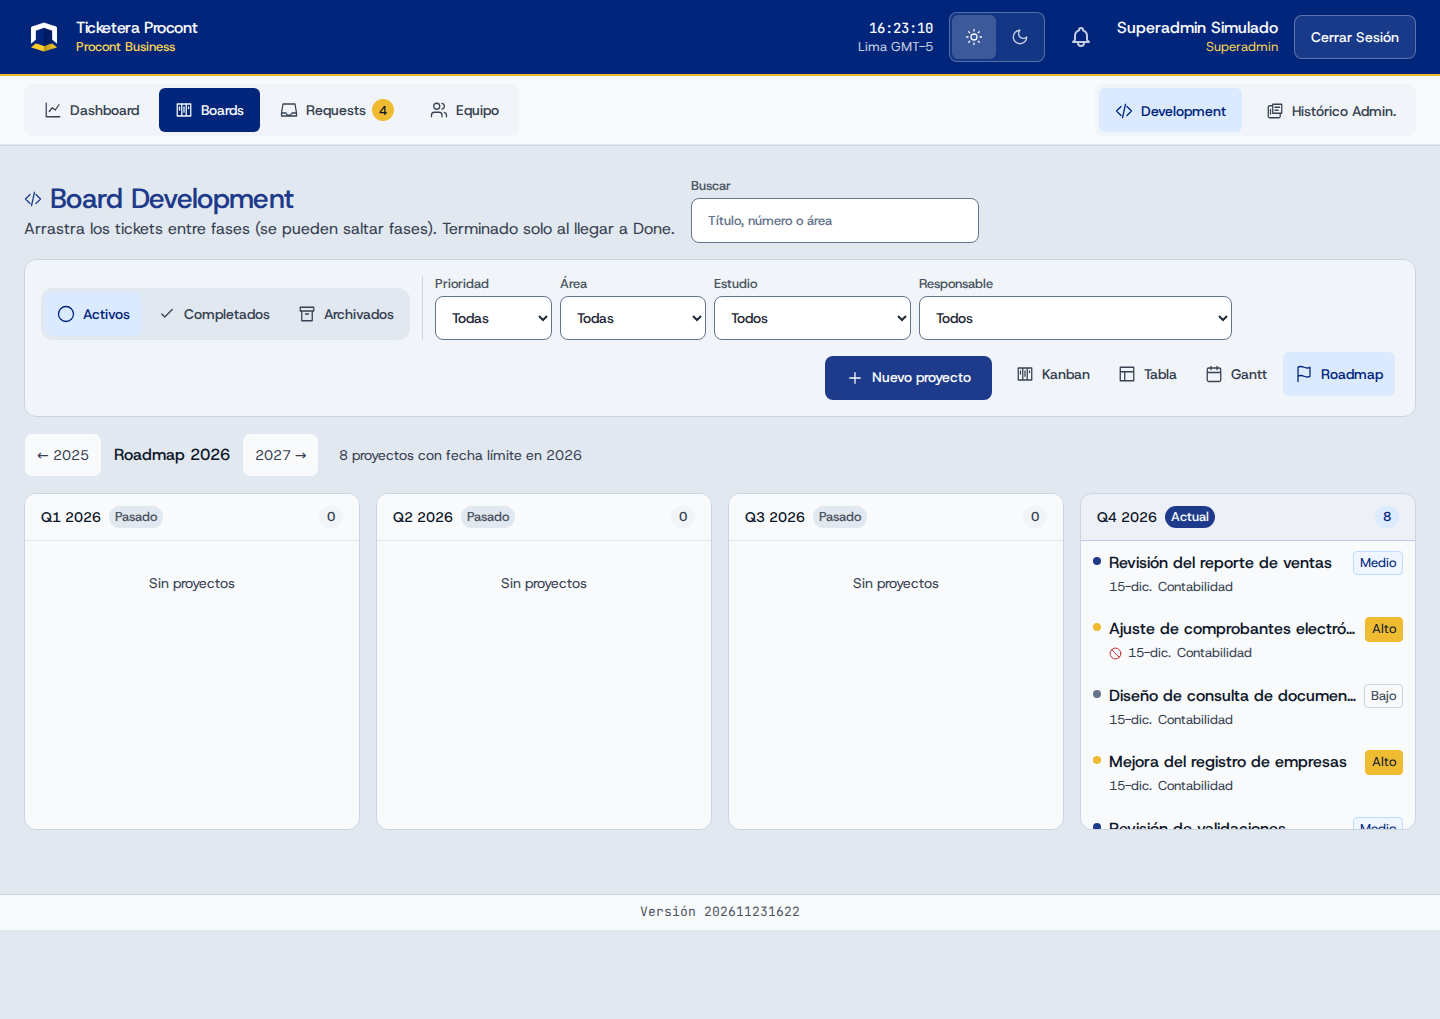 Ticketera Procont
Procont Business
16:23:10
Lima GMT-5
Superadmin Simulado
Superadmin
Cerrar Sesión
Dashboard
Boards
Requests 4
Equipo
Development
Histórico Admin.
Board Development
Arrastra los tickets entre fases (se pueden saltar fases). Terminado solo al llegar a Done.
Buscar
Título, número o área
Activos
Completados
Archivados
Prioridad
Todas
Área
Todas
Estudio
Todos
Responsable
Todos
Nuevo proyecto
Kanban
Tabla
Gantt
Roadmap
← 2025
Roadmap 2026
2027 →
8 proyectos con fecha límite en 2026
Q1 2026 Pasado 0
Sin proyectos
Q2 2026 Pasado 0
Sin proyectos
Q3 2026 Pasado 0
Sin proyectos
Q4 2026 Actual 8
Revisión del reporte de ventas Medio
15-dic. Contabilidad
Ajuste de comprobantes electró… Alto
15-dic. Contabilidad
Diseño de consulta de documen… Bajo
15-dic. Contabilidad
Mejora del registro de empresas Alto
15-dic. Contabilidad
Revisión de validaciones Medio
Versión 202611231622